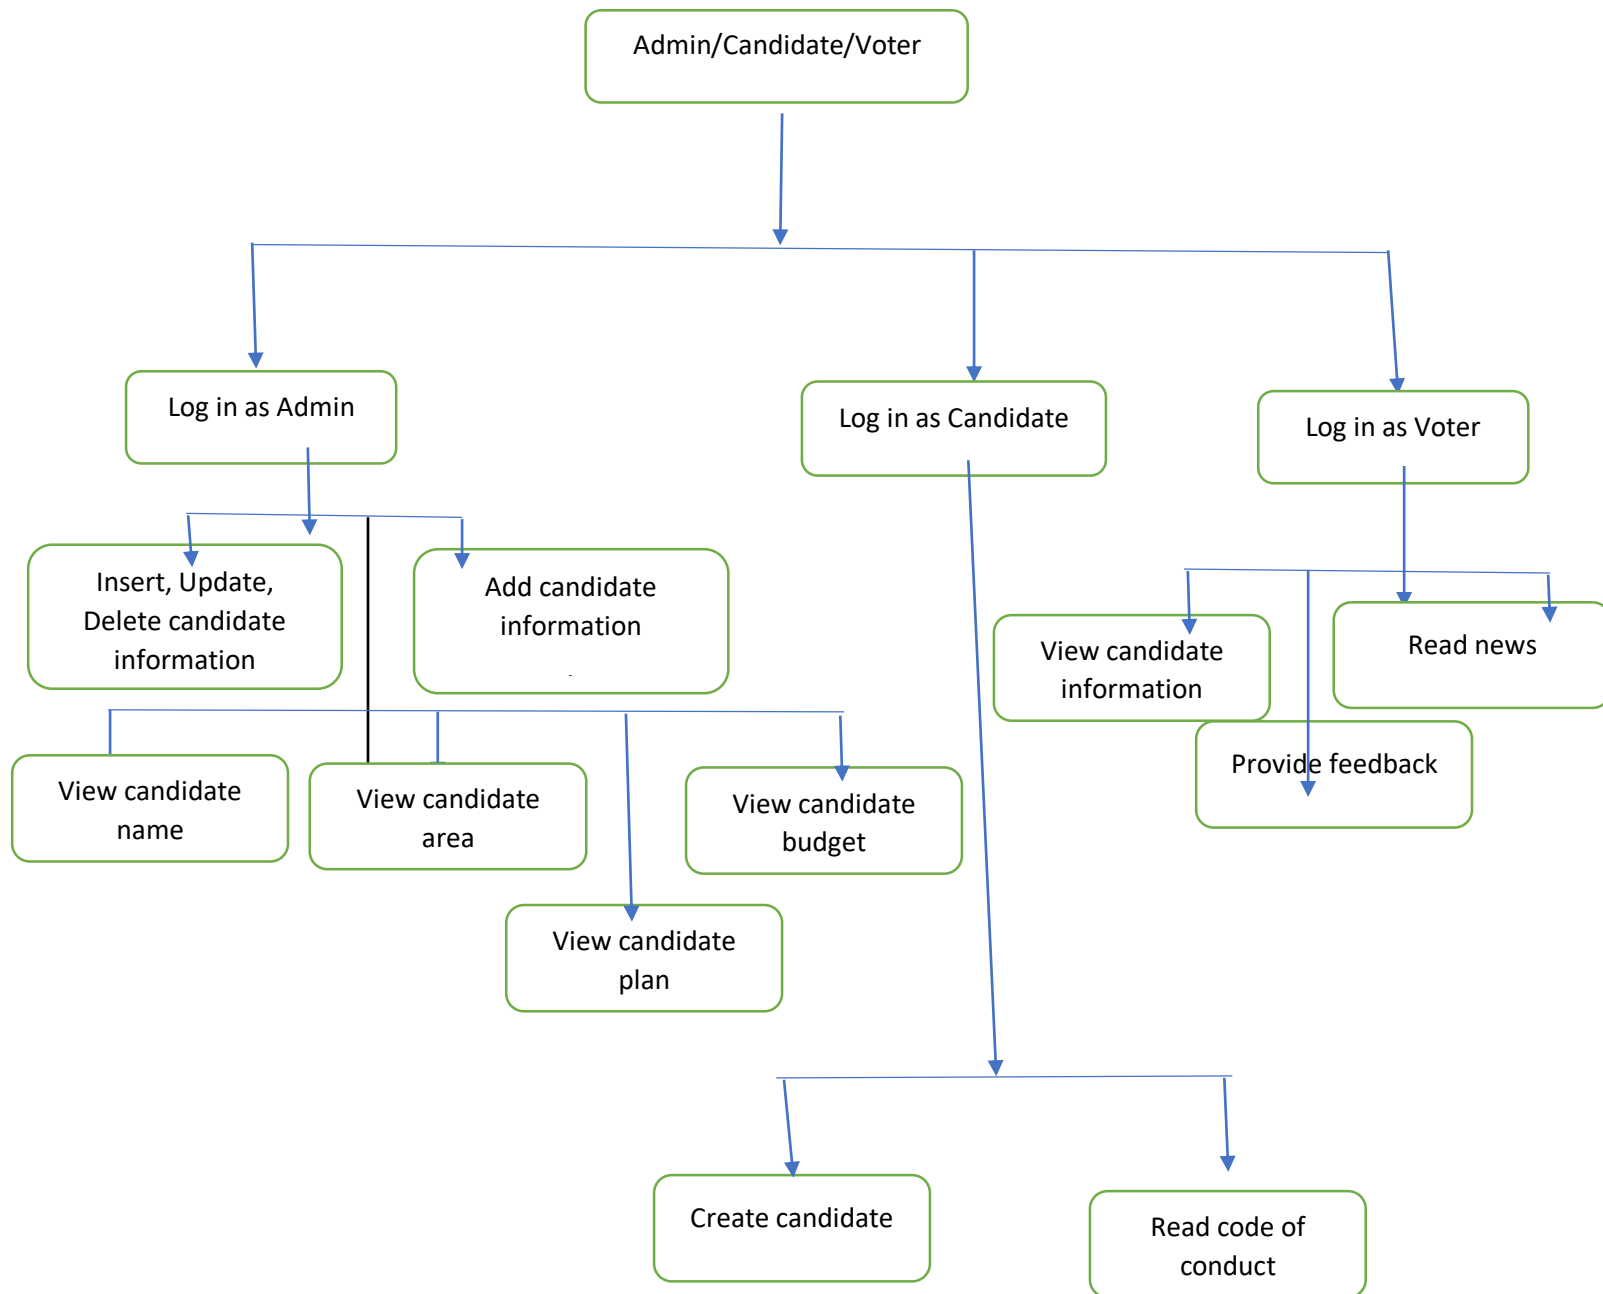 Admin/Candidate/Voter
Log in as Admin
Log in as Candidate
Log in as Voter
Insert, Update,
Delete candidate
information
Add candidate
information
.
View candidate
information
Read news
Provide feedback
View candidate
name
View candidate
area
View candidate
budget
View candidate
plan
Create candidate
Read code of
conduct